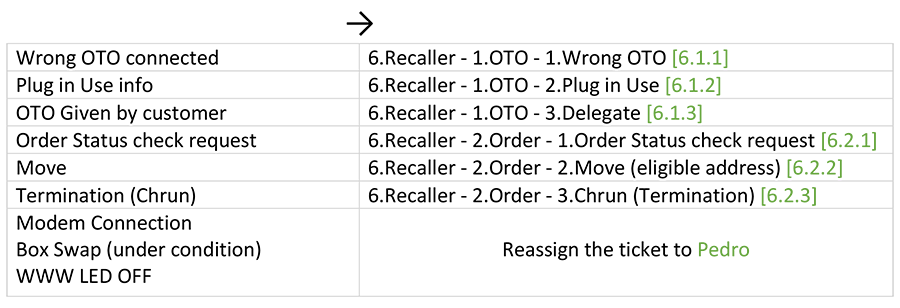 →
Wrong OTO connected 6.Recaller - 1.OTO - 1.Wrong OTO [6.1.1]
Plug in Use info 6.Recaller - 1.OTO - 2.Plug in Use [6.1.2]
OTO Given by customer 6.Recaller - 1.OTO - 3.Delegate [6.1.3]
Order Status check request 6.Recaller - 2.Order - 1.Order Status check request [6.2.1]
Move 6.Recaller - 2.Order - 2.Move (eligible address) [6.2.2]
Termination (Chrun) 6.Recaller - 2.Order - 3.Chrun (Termination) [6.2.3]
Modem Connection
Box Swap (under condition)
WWW LED OFF
Reassign the ticket to Pedro